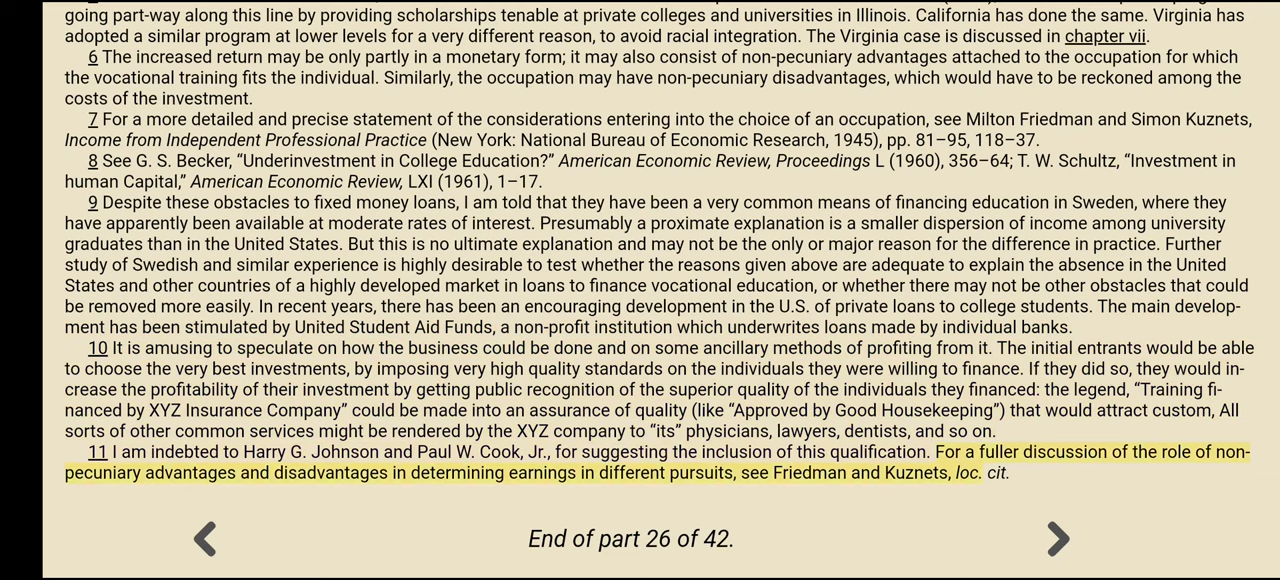 going part-way along this line by providing scholarships tenable at private colleges and universities in Illinois. California has done the same. Virginia has
adopted a similar program at lower levels for a very different reason, to avoid racial integration. The Virginia case is discussed in chapter vii.
6 The increased return may be only partly in a monetary form; it may also consist of non-pecuniary advantages attached to the occupation for which
the vocational training fits the individual. Similarly, the occupation may have non-pecuniary disadvantages, which would have to be reckoned among the
costs of the investment.
7 For a more detailed and precise statement of the considerations entering into the choice of an occupation, see Milton Friedman and Simon Kuznets,
Income from Independent Professional Practice (New York: National Bureau of Economic Research, 1945), pp. 81–95, 118–37.
8 See G. S. Becker, “Underinvestment in College Education?” American Economic Review, Proceedings L (1960), 356–64; T. W. Schultz, “Investment in
human Capital,” American Economic Review, LXI (1961), 1–17.
9 Despite these obstacles to fixed money loans, I am told that they have been a very common means of financing education in Sweden, where they
have apparently been available at moderate rates of interest. Presumably a proximate explanation is a smaller dispersion of income among university
graduates than in the United States. But this is no ultimate explanation and may not be the only or major reason for the difference in practice. Further
study of Swedish and similar experience is highly desirable to test whether the reasons given above are adequate to explain the absence in the United
States and other countries of a highly developed market in loans to finance vocational education, or whether there may not be other obstacles that could
be removed more easily. In recent years, there has been an encouraging development in the U.S. of private loans to college students. The main develop-
ment has been stimulated by United Student Aid Funds, a non-profit institution which underwrites loans made by individual banks.
10 It is amusing to speculate on how the business could be done and on some ancillary methods of profiting from it. The initial entrants would be able
to choose the very best investments, by imposing very high quality standards on the individuals they were willing to finance. If they did so, they would in-
crease the profitability of their investment by getting public recognition of the superior quality of the individuals they financed: the legend, “Training fi-
nanced by XYZ Insurance Company” could be made into an assurance of quality (like “Approved by Good Housekeeping”) that would attract custom, All
sorts of other common services might be rendered by the XYZ company to “its” physicians, lawyers, dentists, and so on.
11 I am indebted to Harry G. Johnson and Paul W. Cook, Jr., for suggesting the inclusion of this qualification. For a fuller discussion of the role of non-
pecuniary advantages and disadvantages in determining earnings in different pursuits, see Friedman and Kuznets, loc. cit.
End of part 26 of 42.